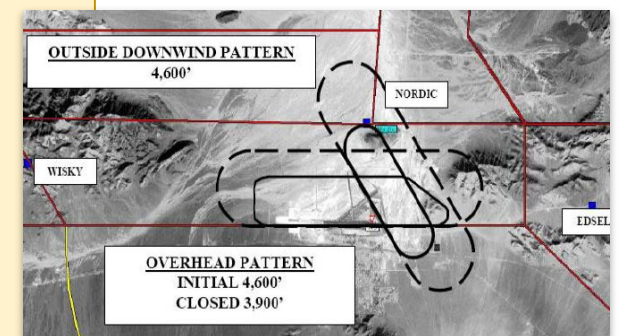 OUTSIDE DOWNWIND PATTERN
4,600'
NORDIC
WISKY
EDSEL
OVERHEAD PATTERN
INITIAL 4,600'
CLOSED 3,900'